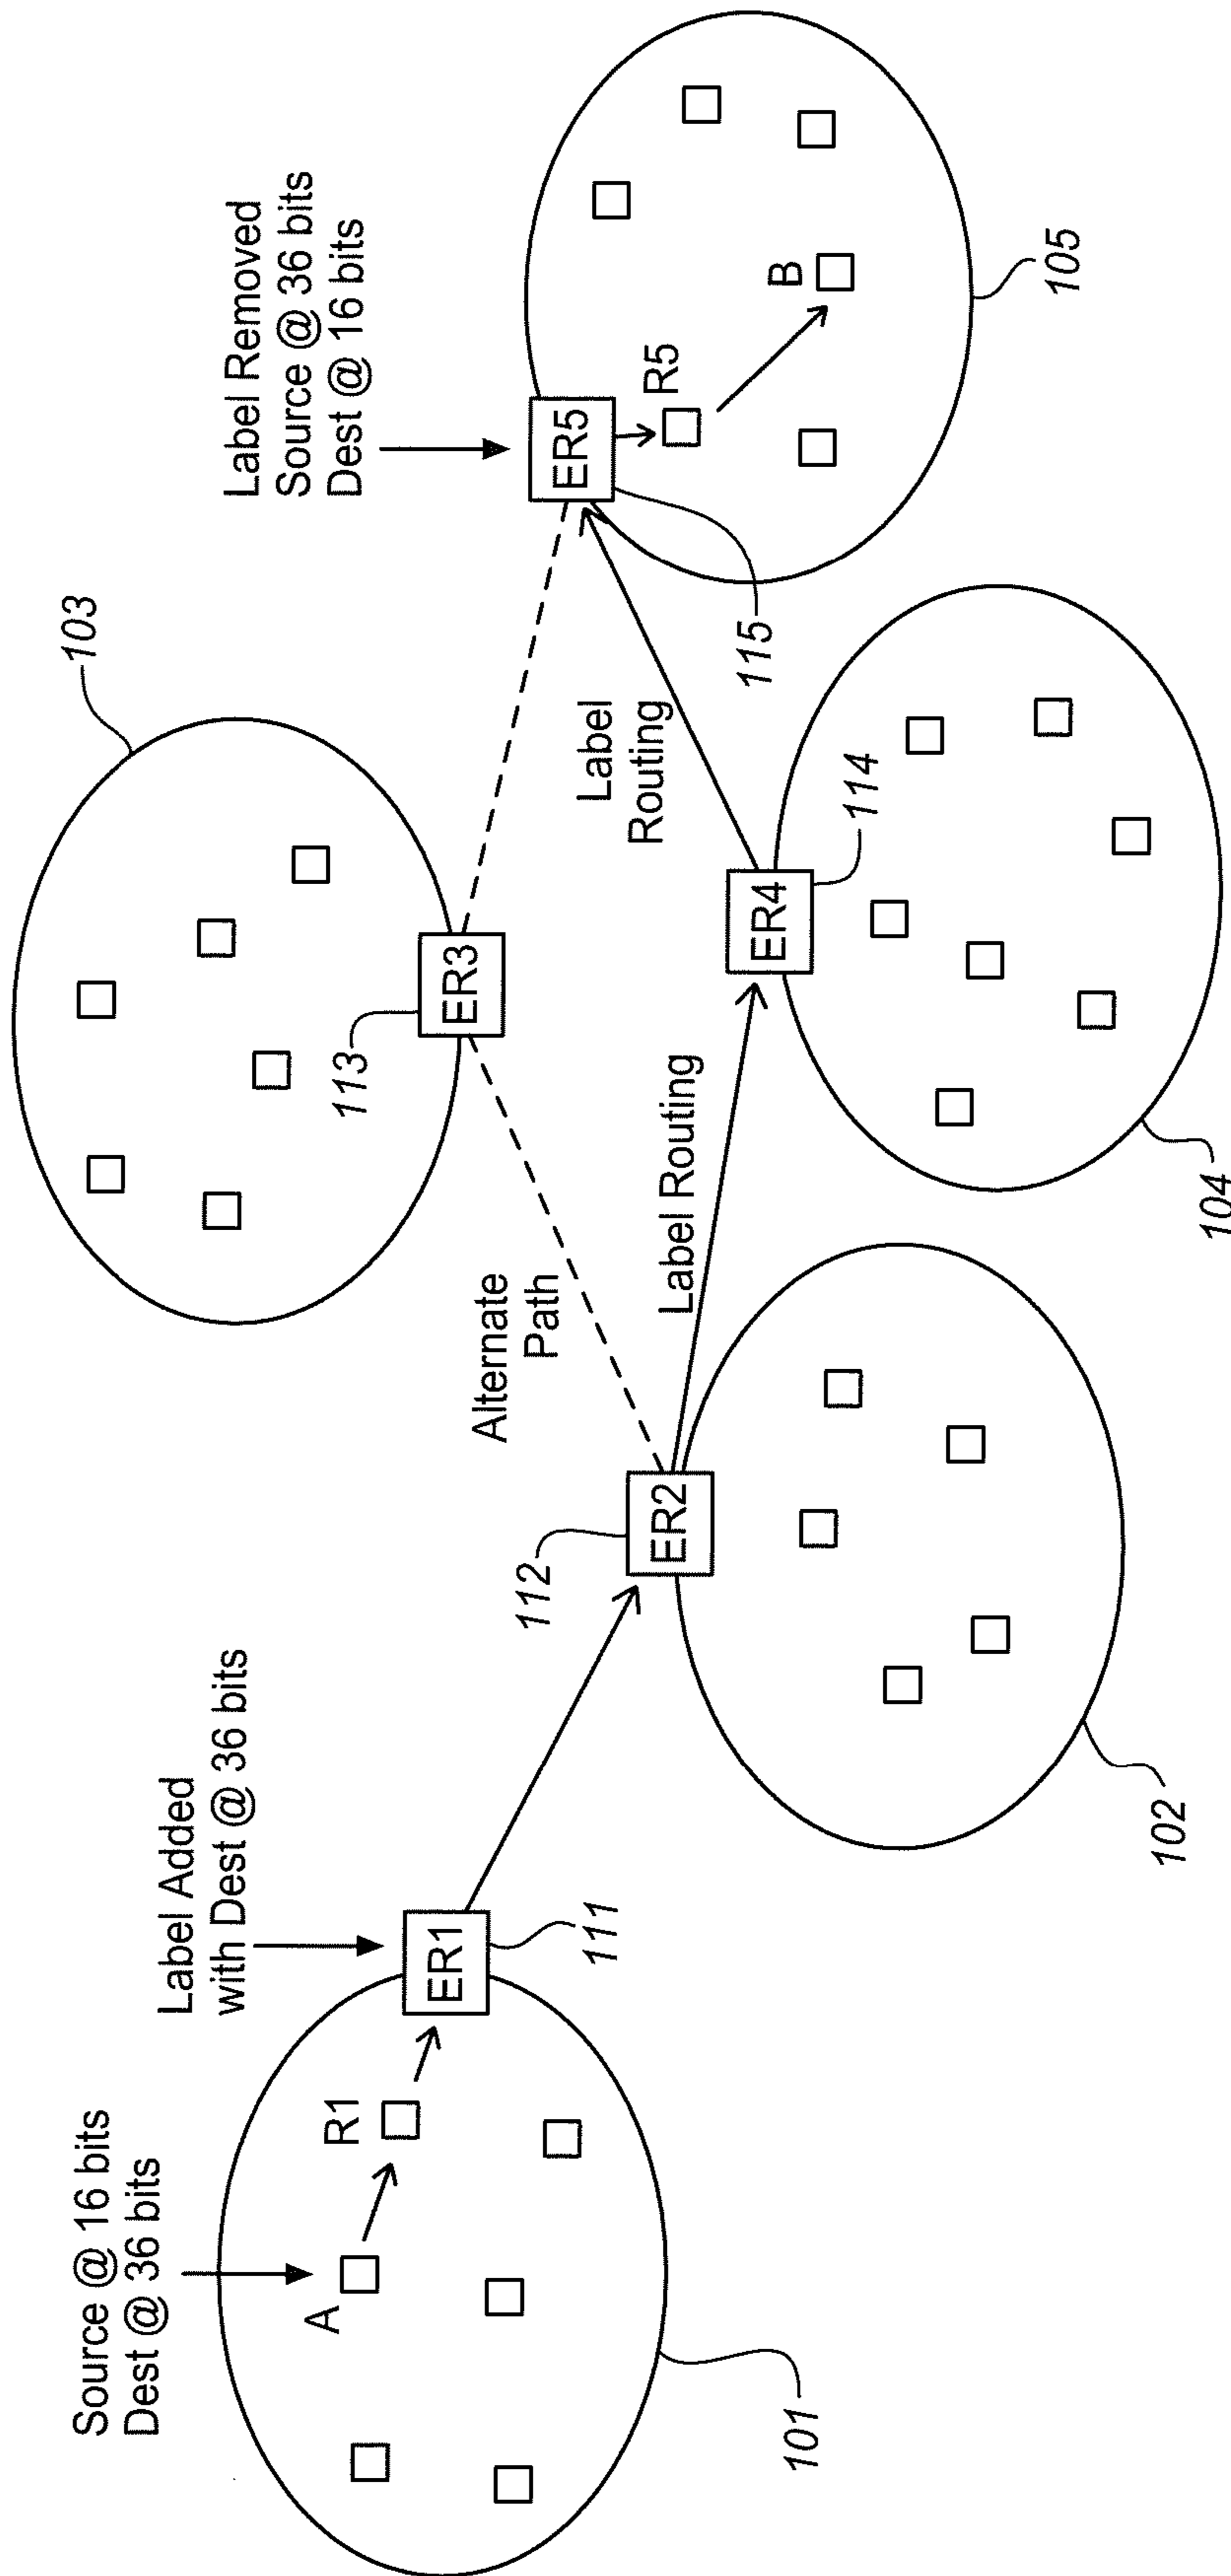 Source @ 16 bits
Dest @ 36 bits
A
R1
101
Label Added
with Dest @ 36 bits
ER1
111
112
ER2
102
Alternate
Path
Label Routing
103
113
ER3
ER4
114
104
Label
Routing
Label Removed
Source @ 36 bits
Dest @ 16 bits
ER5
115
R5
B
105